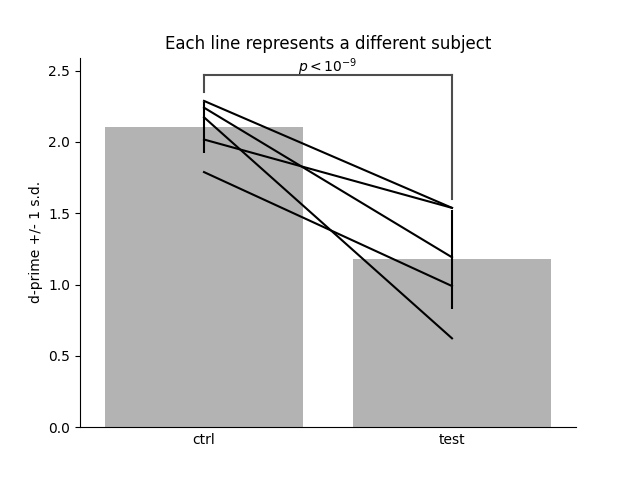 Each line represents a different subject
p < 10⁻⁹
d-prime +/- 1 s.d.
2.5
2.0
1.5
1.0
0.5
0.0
ctrl
test